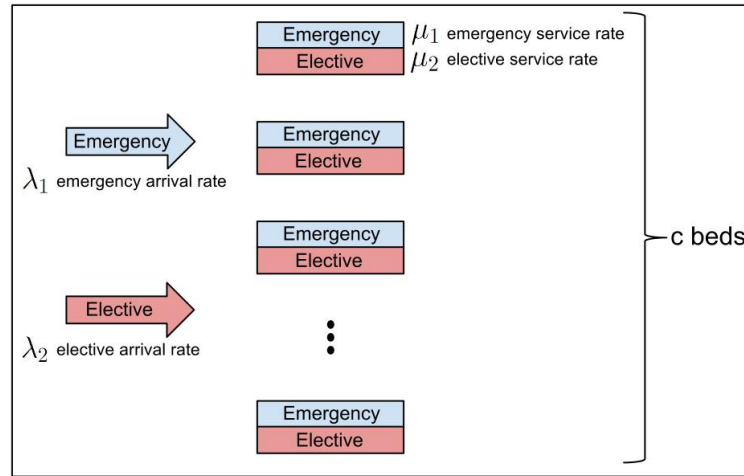 Emergency
μ₁ emergency service rate
Elective
μ₂ elective service rate
Emergency
λ₁ emergency arrival rate
Emergency
Elective
Emergency
Elective
c beds
Elective
λ₂ elective arrival rate
Emergency
Elective